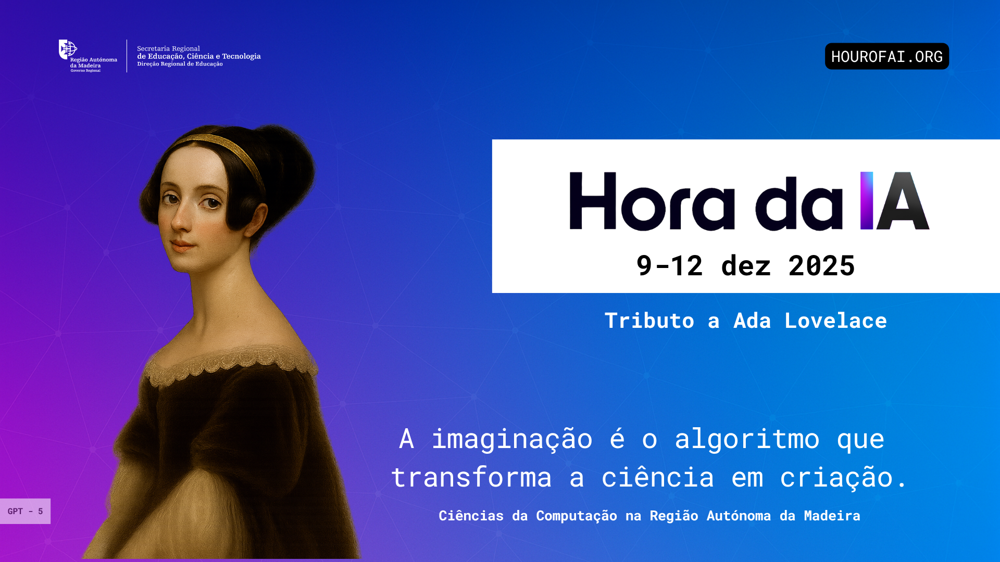 Região Autónoma
da Madeira
Governo Regional
Secretaria Regional
de Educação, Ciência e Tecnologia
Direção Regional de Educação
HOUROFAI.ORG
Hora da IA
9-12 dez 2025
Tributo a Ada Lovelace
A imaginação é o algoritmo que
transforma a ciência em criação.
Ciências da Computação na Região Autónoma da Madeira
GPT - 5